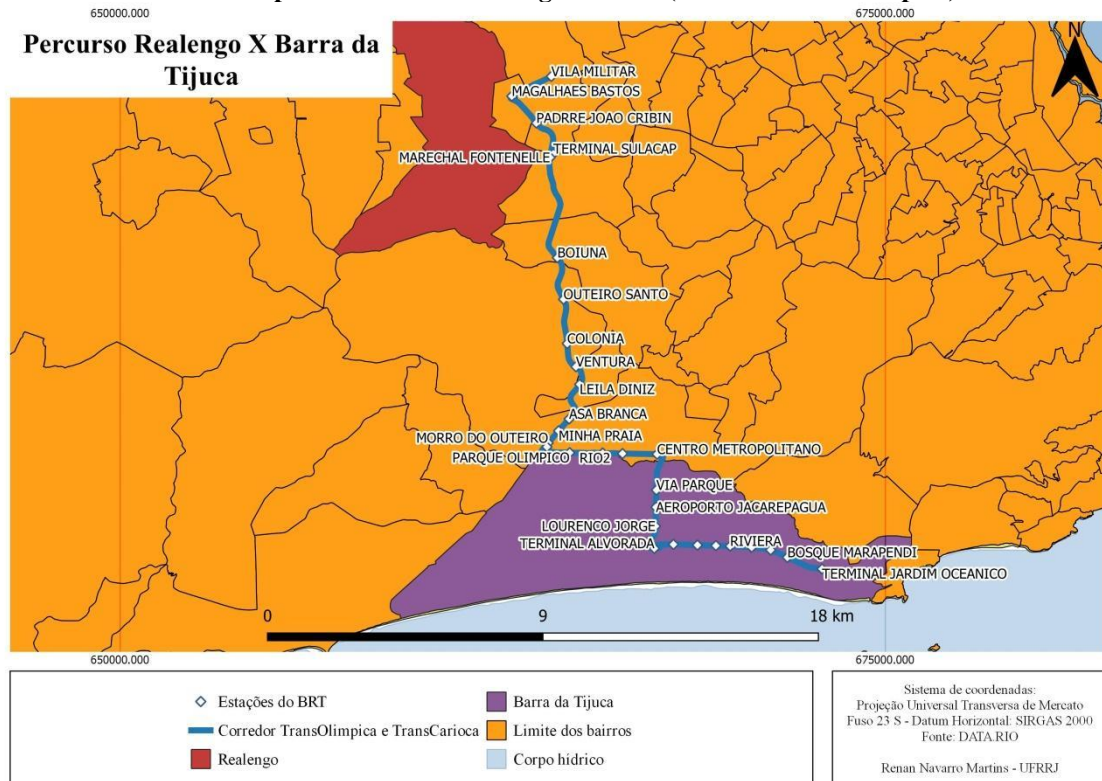 650000.000
675000.000
Percurso Realengo X Barra da
Tijuca
N
VILA MILITAR
MAGALHAES BASTOS
PADRRE JOAO CRIBIN
TERMINAL SULACAP
MARECHAL FONTENELLE
BOIUNA
OUTEIRO SANTO
COLONIA
VENTURA
LEILA DINIZ
ASA BRANCA
MORRO DO OUTEIRO
MINHA PRAIA
PARQUE OLIMPICO
RIO2
CENTRO METROPOLITANO
VIA PARQUE
AEROPORTO JACAREPAGUA
LOURENCO JORGE
TERMINAL ALVORADA
RIVIERA
BOSQUE MARAPENDI
TERMINAL JARDIM OCEANICO
0
9
18 km
650000.000
675000.000
Estações do BRT
Corredor TransOlimpica e TransCarioca
Realengo
Barra da Tijuca
Limite dos bairros
Corpo hídrico
Sistema de coordenadas:
Projeção Universal Transversa de Mercato
Fuso 23 S - Datum Horizontal: SIRGAS 2000
Fonte: DATA.RIO
Renan Navarro Martins - UFRRJ